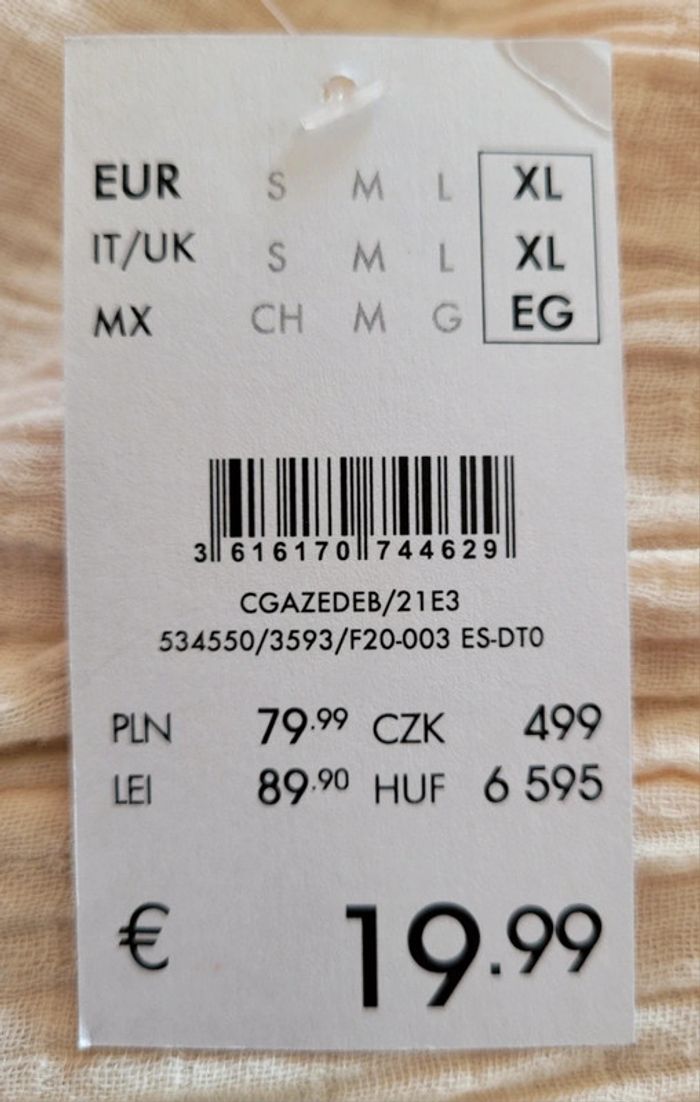 EUR S M L XL
IT/UK S M L XL
MX CH M G EG
3 616170 744629
CGAZEDEB/21E3
534550/3593/F20-003 ES-DT0
PLN 79.99 CZK 499
LEI 89.90 HUF 6 595
€ 19.99